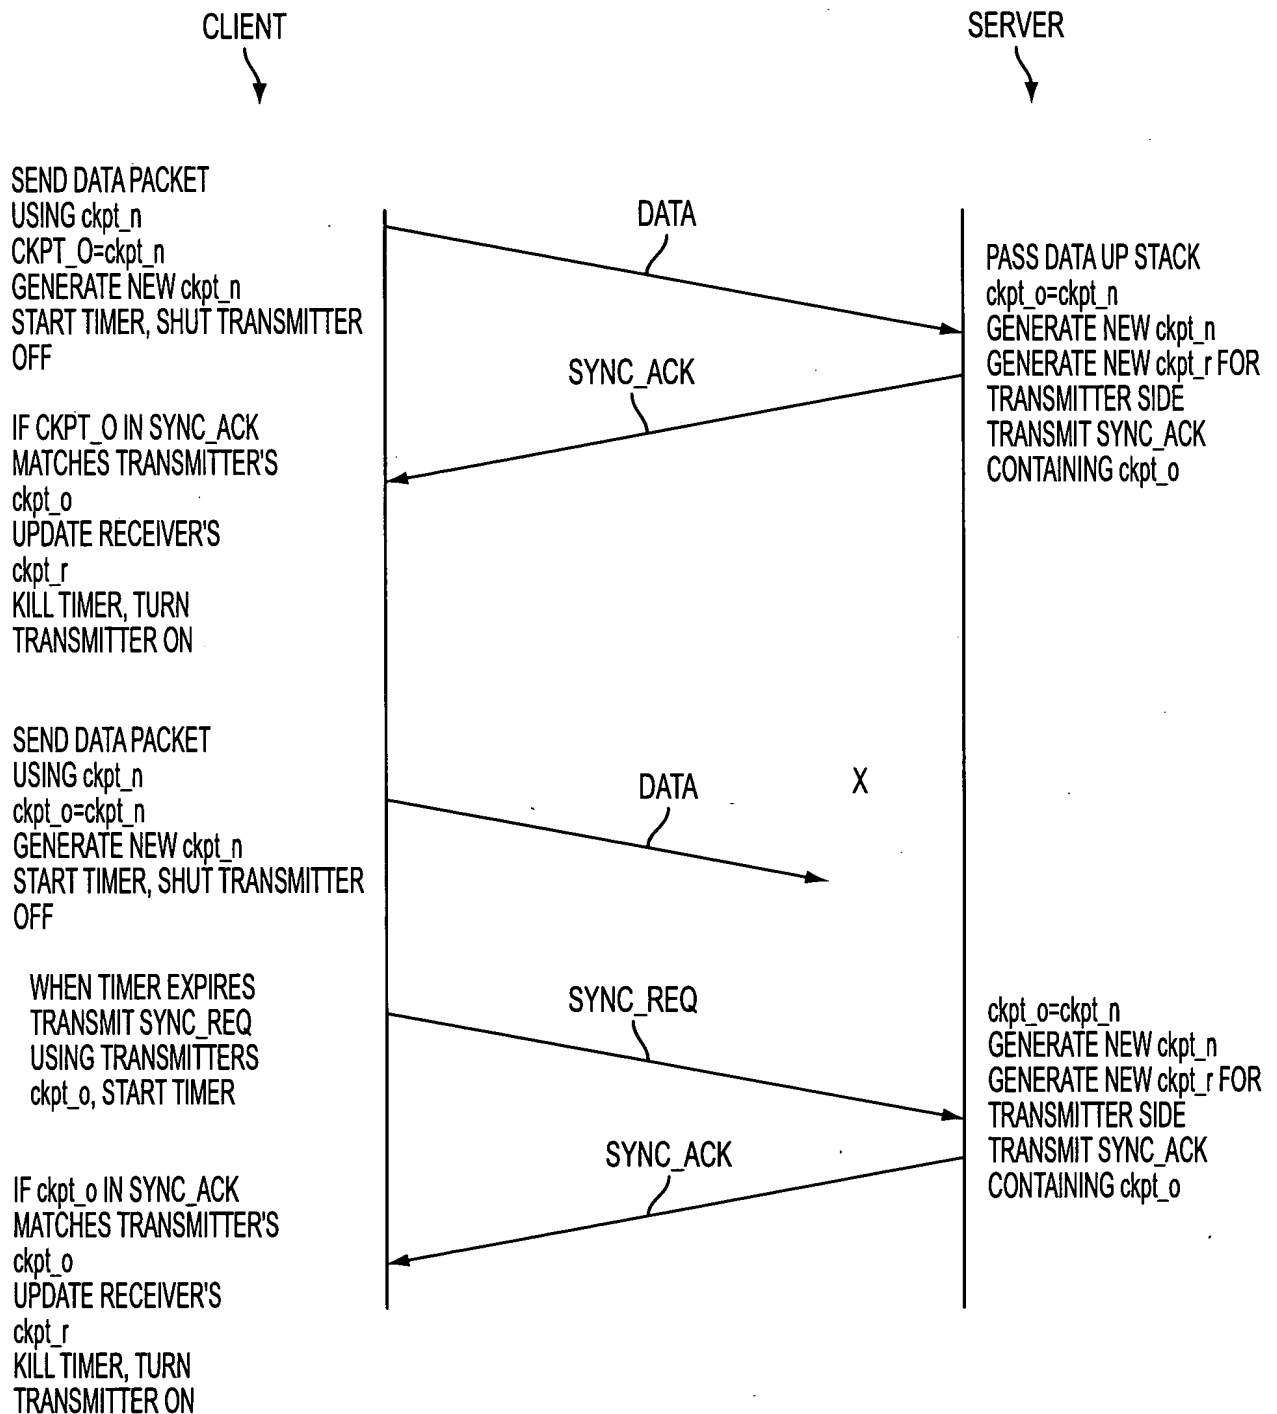 CLIENT
SERVER
SEND DATA PACKET
USING ckpt_n
CKPT_O=ckpt_n
GENERATE NEW ckpt_n
START TIMER, SHUT TRANSMITTER
OFF
DATA
PASS DATA UP STACK
ckpt_o=ckpt_n
GENERATE NEW ckpt_n
GENERATE NEW ckpt_r FOR
TRANSMITTER SIDE
TRANSMIT SYNC_ACK
CONTAINING ckpt_o
SYNC_ACK
IF CKPT_O IN SYNC_ACK
MATCHES TRANSMITTER'S
ckpt_o
UPDATE RECEIVER'S
ckpt_r
KILL TIMER, TURN
TRANSMITTER ON
SEND DATA PACKET
USING ckpt_n
ckpt_o=ckpt_n
GENERATE NEW ckpt_n
START TIMER, SHUT TRANSMITTER
OFF
DATA
X
WHEN TIMER EXPIRES
TRANSMIT SYNC_REQ
USING TRANSMITTERS
ckpt_o, START TIMER
SYNC_REQ
ckpt_o=ckpt_n
GENERATE NEW ckpt_n
GENERATE NEW ckpt_r FOR
TRANSMITTER SIDE
TRANSMIT SYNC_ACK
CONTAINING ckpt_o
SYNC_ACK
IF ckpt_o IN SYNC_ACK
MATCHES TRANSMITTER'S
ckpt_o
UPDATE RECEIVER'S
ckpt_r
KILL TIMER, TURN
TRANSMITTER ON